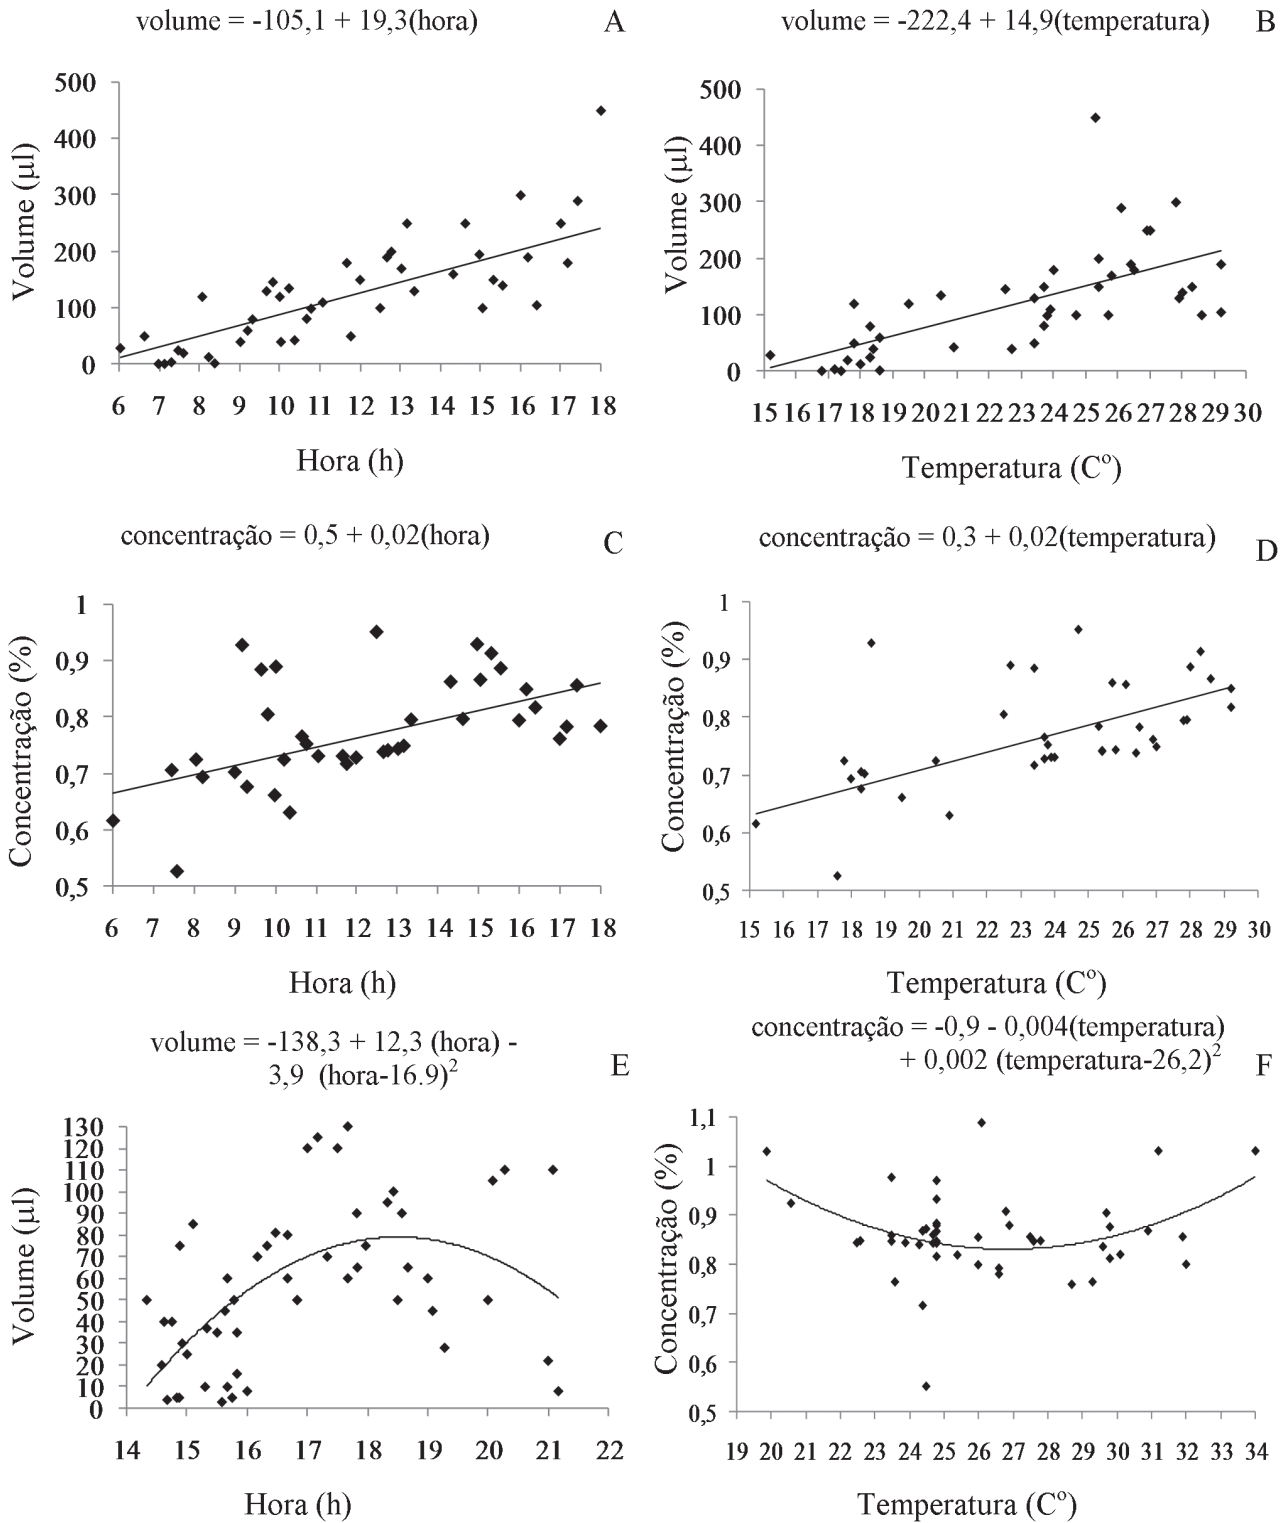 volume = -105,1 + 19,3(hora)
A
500
400
300
200
100
0
Volume (µl)
6 7 8 9 10 11 12 13 14 15 16 17 18
Hora (h)
volume = -222,4 + 14,9(temperatura)
B
500
400
300
200
100
0
Volume (µl)
15 16 17 18 19 20 21 22 23 24 25 26 27 28 29 30
Temperatura (Cº)
concentração = 0,5 + 0,02(hora)
C
1
0,9
0,8
0,7
0,6
0,5
Concentração (%)
6 7 8 9 10 11 12 13 14 15 16 17 18
Hora (h)
concentração = 0,3 + 0,02(temperatura)
D
1
0,9
0,8
0,7
0,6
0,5
Concentração (%)
15 16 17 18 19 20 21 22 23 24 25 26 27 28 29 30
Temperatura (Cº)
volume = -138,3 + 12,3 (hora) -
3,9 (hora-16.9)²
E
130
120
110
100
90
80
70
60
50
40
30
20
10
0
Volume (µl)
14 15 16 17 18 19 20 21 22
Hora (h)
concentração = -0,9 - 0,004(temperatura)
+ 0,002 (temperatura-26,2)²
F
1,1
1
0,9
0,8
0,7
0,6
0,5
Concentração (%)
19 20 21 22 23 24 25 26 27 28 29 30 31 32 33 34
Temperatura (Cº)